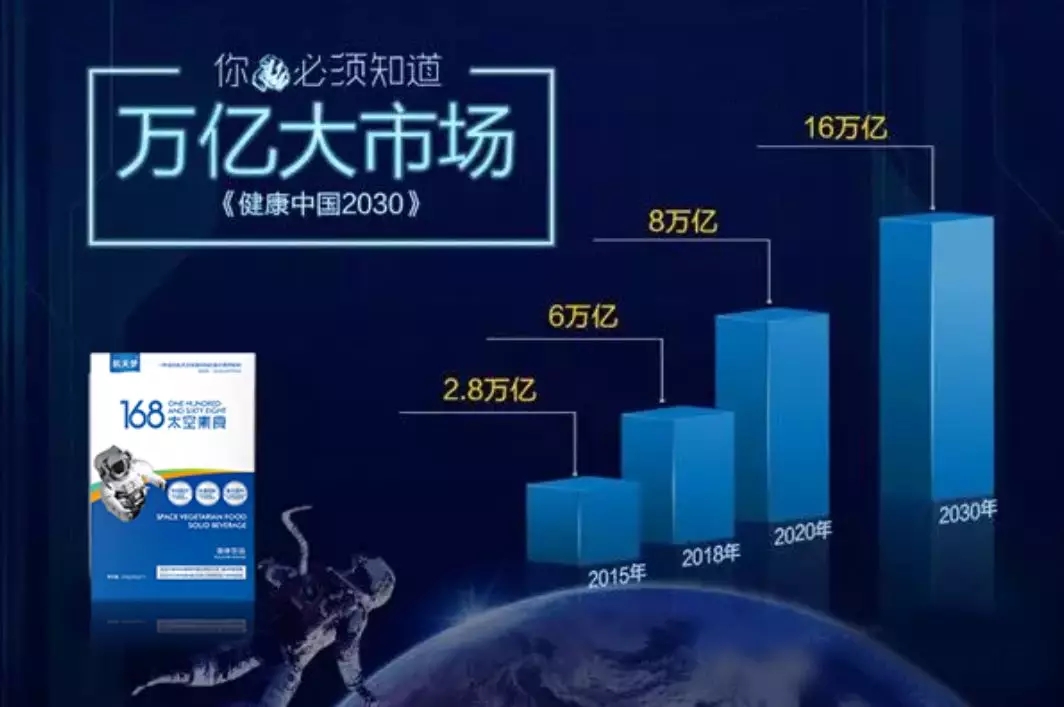 你必须知道
万亿大市场
《健康中国2030》
16万亿
8万亿
6万亿
2.8万亿
2015年
2018年
2020年
2030年
航天梦
168
ONE HUNDRED
AND SIXTY EIGHT
太空素食
SPACE VEGETARIAN FOOD
SOLID BEVERAGE